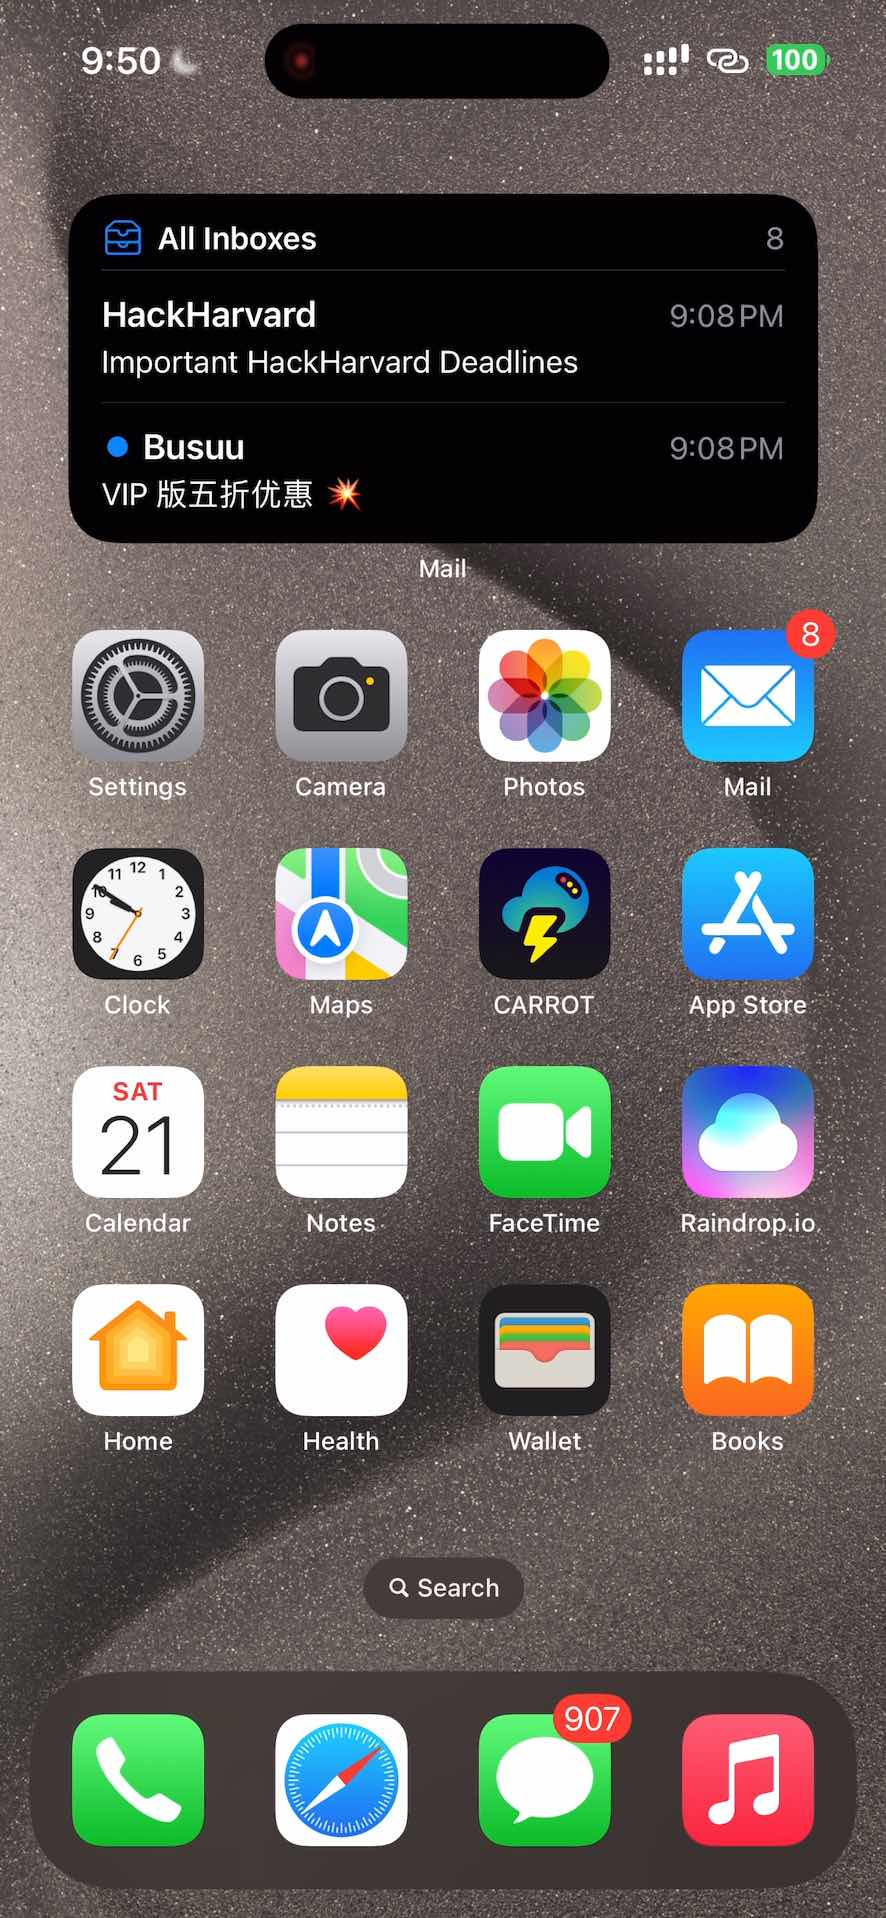 9:50
100
All Inboxes 8
HackHarvard 9:08 PM
Important HackHarvard Deadlines
Busuu 9:08 PM
VIP 版五折优惠 💥
Mail
8
Settings Camera Photos Mail
12
11 1
10 2
9 3
8 4
7 5
6
Clock Maps CARROT App Store
SAT
21
Calendar Notes FaceTime Raindrop.io
Home Health Wallet Books
Search
907